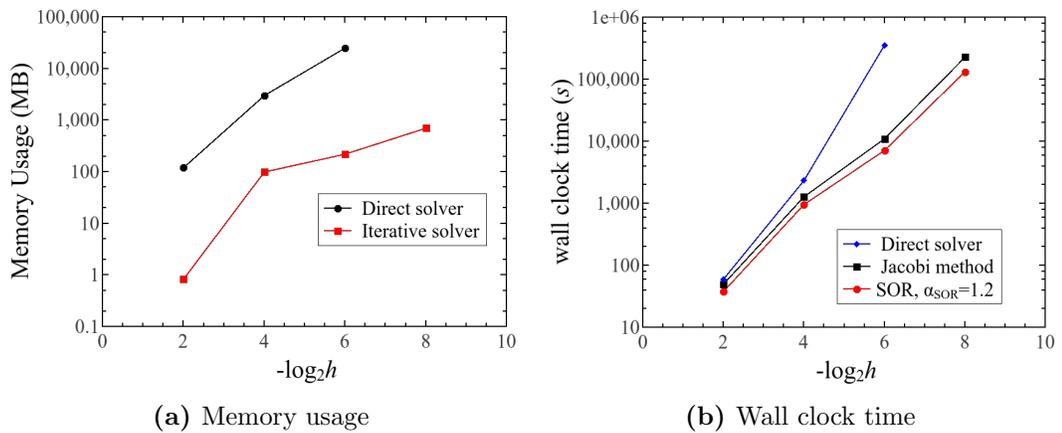 100,000
10,000
1,000
100
10
1
0.1
Memory Usage (MB)
0 2 4 6 8 10
-log₂h
Direct solver
Iterative solver
(a) Memory usage
1e+06
100,000
10,000
1,000
100
10
wall clock time (s)
0 2 4 6 8 10
-log₂h
Direct solver
Jacobi method
SOR, α_SOR=1.2
(b) Wall clock time